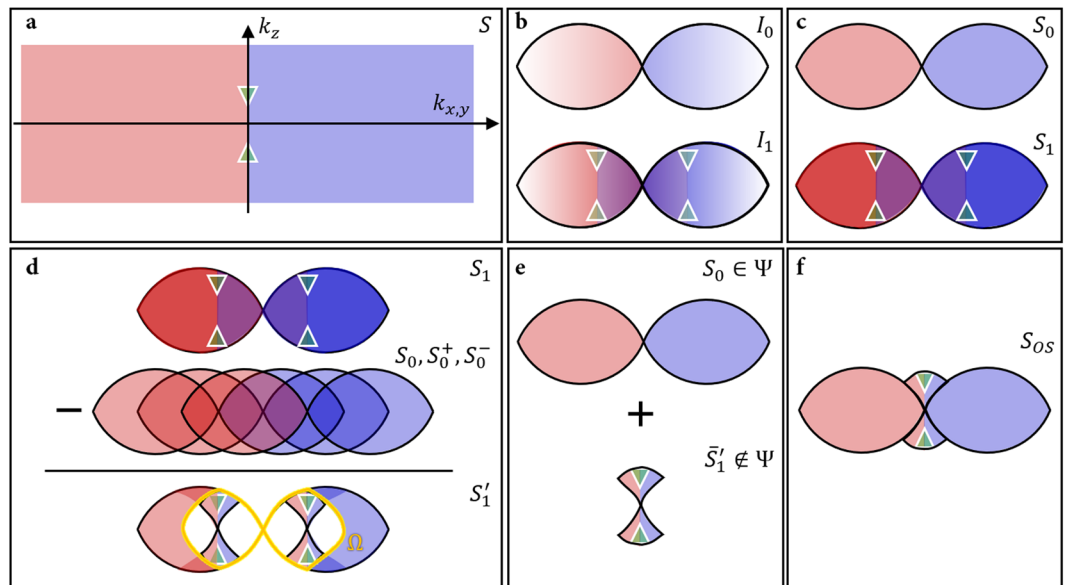 a
S
k_z
k_{x,y}
b
I_0
I_1
c
S_0
S_1
d
S_1
S_0, S_0^+, S_0^-
−
S_1'
Ω
e
S_0 ∈ Ψ
+
S̄_1' ∉ Ψ
f
S_{OS}